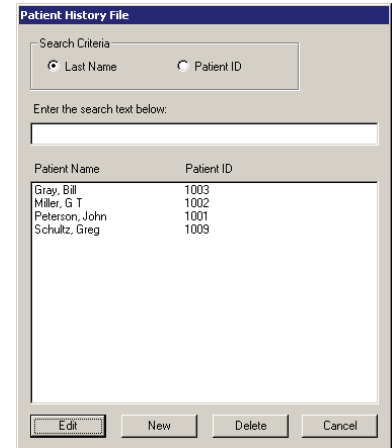 Patient History File
Search Criteria
Last Name Patient ID
Enter the search text below:
Patient Name Patient ID
Gray, Bill 1003
Miller, G T 1002
Peterson, John 1001
Schultz, Greg 1009
Edit New Delete Cancel